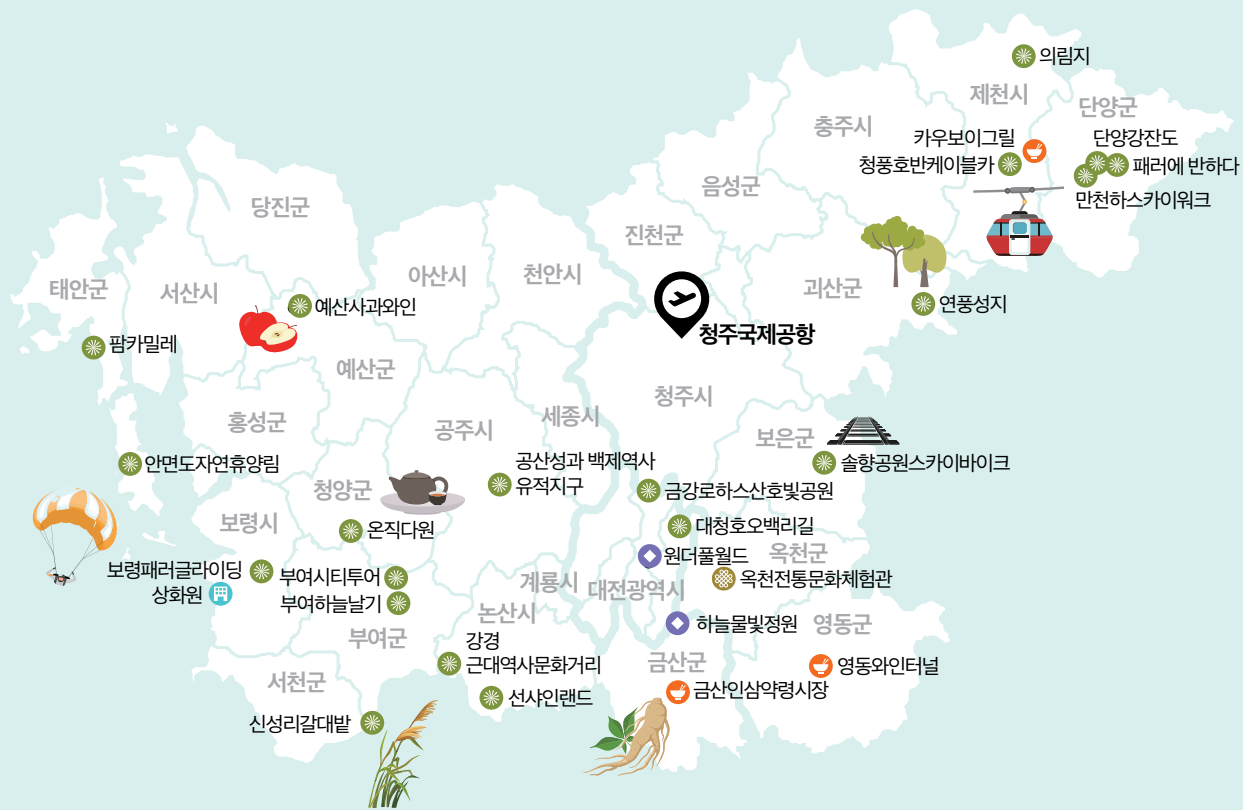 의림지
제천시
단양군
충주시
카우보이그릴
단양강잔도
청풍호반케이블카
패러에 반하다
만천하스카이워크
음성군
당진군
진천군
아산시
천안시
태안군
서산시
괴산군
예산사과와인
연풍성지
청주국제공항
팜카밀레
예산군
청주시
홍성군
공주시
세종시
보은군
안면도자연휴양림
공산성과 백제역사
유적지구
솔향공원스카이바이크
청양군
금강로하스산호빛공원
보령시
온직다원
대청호오백리길
원더풀월드
옥천군
보령패러글라이딩
부여시티투어
계룡시
대전광역시
옥천전통문화체험관
상화원
부여하늘날기
논산시
하늘물빛정원
영동군
부여군
강경
근대역사문화거리
금산군
영동와인터널
서천군
선샤인랜드
금산인삼약령시장
신성리갈대밭